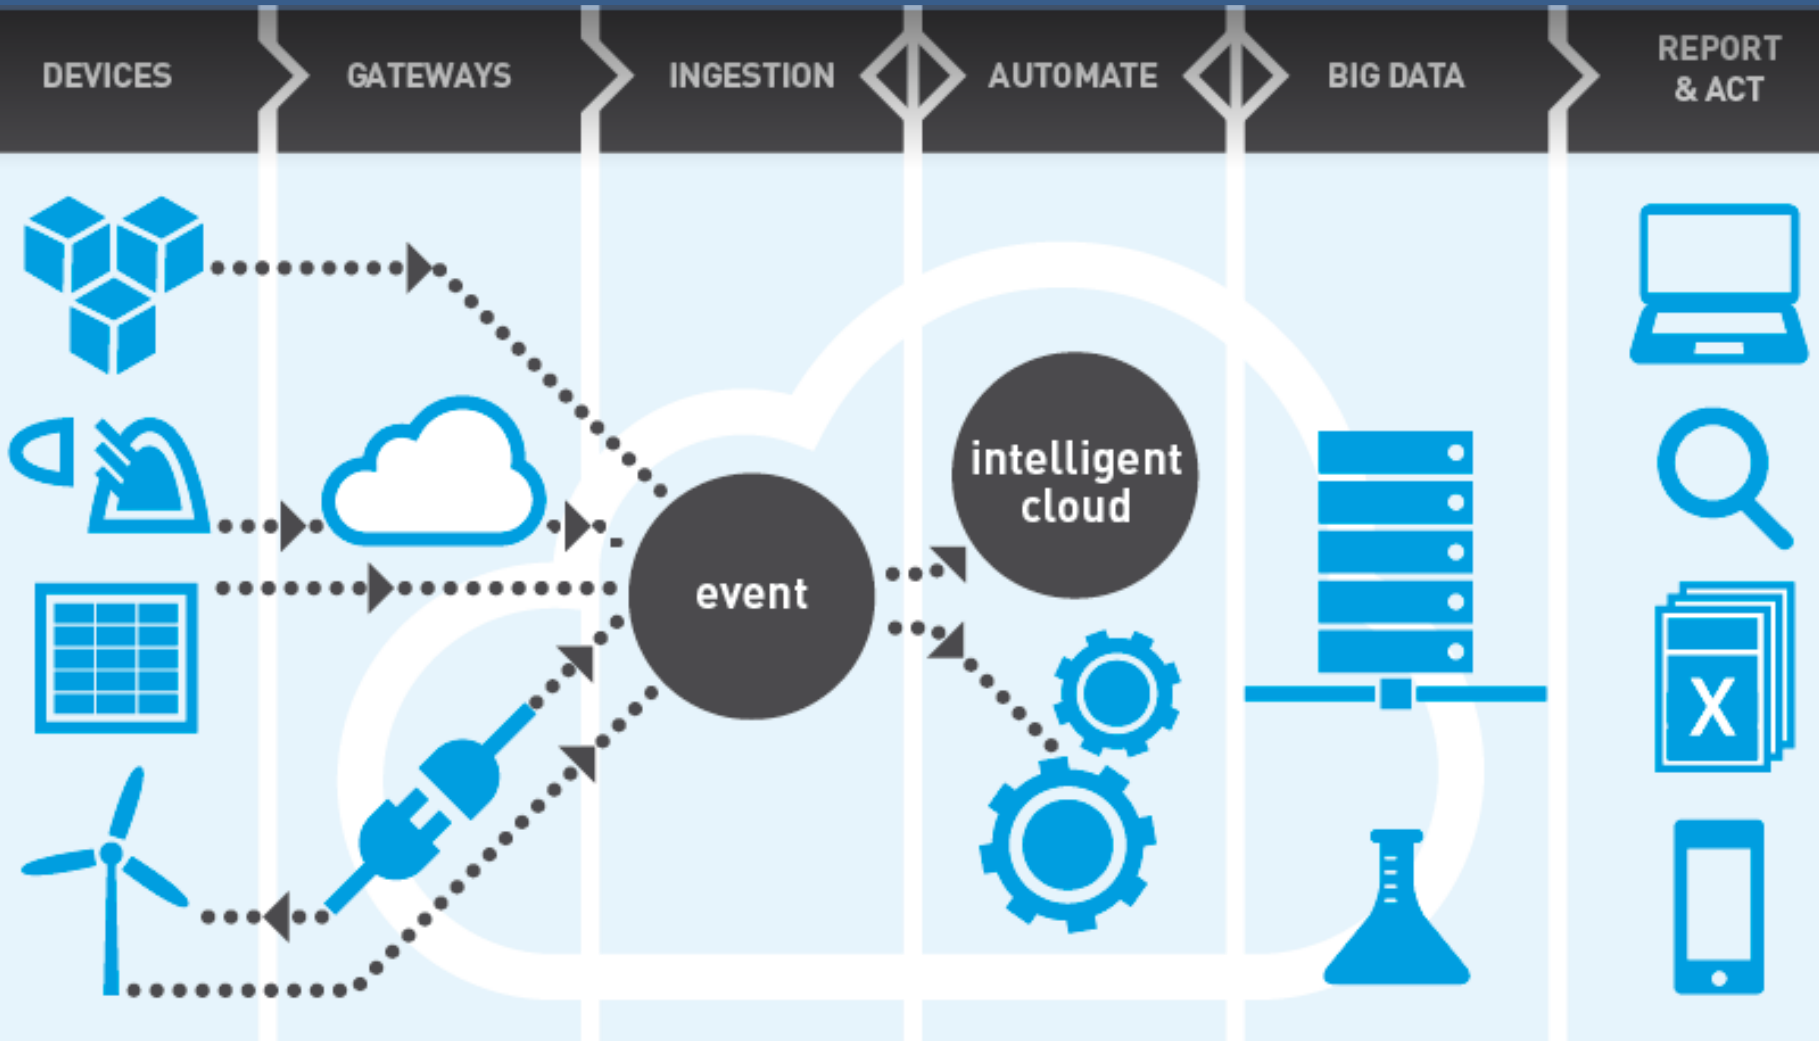 DEVICES
GATEWAYS
INGESTION
AUTOMATE
BIG DATA
REPORT
& ACT
intelligent
cloud
event
X